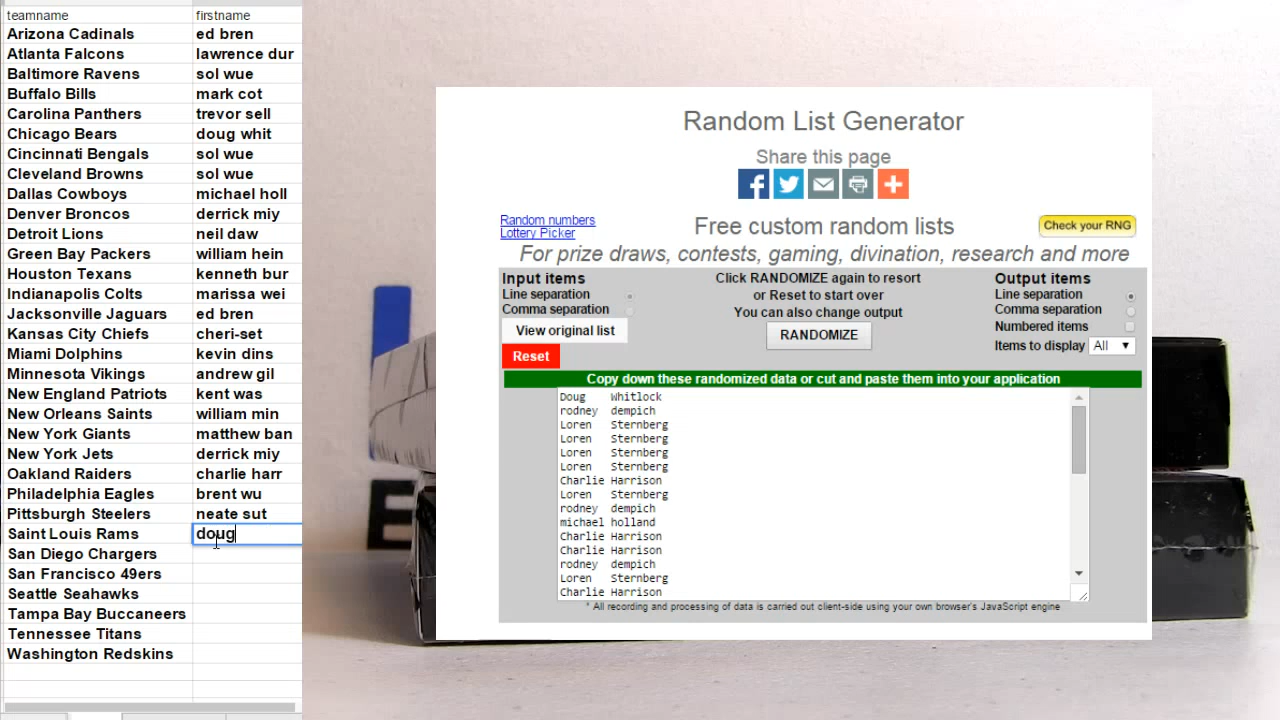 teamname firstname
Arizona Cadinals ed bren
Atlanta Falcons lawrence dur
Baltimore Ravens sol wue
Buffalo Bills mark cot
Carolina Panthers trevor sell
Chicago Bears doug whit
Cincinnati Bengals sol wue
Cleveland Browns sol wue
Dallas Cowboys michael holl
Denver Broncos derrick miy
Detroit Lions neil daw
Green Bay Packers william hein
Houston Texans kenneth bur
Indianapolis Colts marissa wei
Jacksonville Jaguars ed bren
Kansas City Chiefs cheri-set
Miami Dolphins kevin dins
Minnesota Vikings andrew gil
New England Patriots kent was
New Orleans Saints william min
New York Giants matthew ban
New York Jets derrick miy
Oakland Raiders charlie harr
Philadelphia Eagles brent wu
Pittsburgh Steelers neate sut
Saint Louis Rams doug
San Diego Chargers
San Francisco 49ers
Seattle Seahawks
Tampa Bay Buccaneers
Tennessee Titans
Washington Redskins
Random List Generator
Share this page
Random numbers
Lottery Picker
Free custom random lists
Check your RNG
For prize draws, contests, gaming, divination, research and more
Input items
Line separation
Comma separation
View original list
Reset
Click RANDOMIZE again to resort
or Reset to start over
You can also change output
RANDOMIZE
Output items
Line separation
Comma separation
Numbered items
Items to display All
Copy down these randomized data or cut and paste them into your application
Doug Whitlock
rodney dempich
Loren Sternberg
Loren Sternberg
Loren Sternberg
Loren Sternberg
Charlie Harrison
Loren Sternberg
rodney dempich
michael holland
Charlie Harrison
Charlie Harrison
rodney dempich
Loren Sternberg
Charlie Harrison
* All recording and processing of data is carried out client-side using your own browser's JavaScript engine